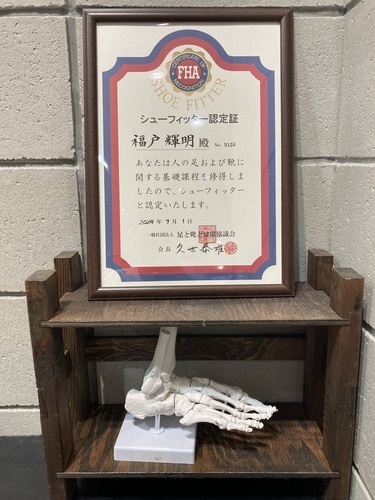 CERTIFICATE OF
FHA
RECOGNITION
SHOE FITTER
シューフィッター認定証
福戸 輝明 殿 No. 9103
あなたは人の足および靴に
関する基礎課程を修得しま
したので、シューフィッター
と認定いたします。
2024年 7月 1日
一般社団法人 足と靴と健康協議会
会長 久世泰雄